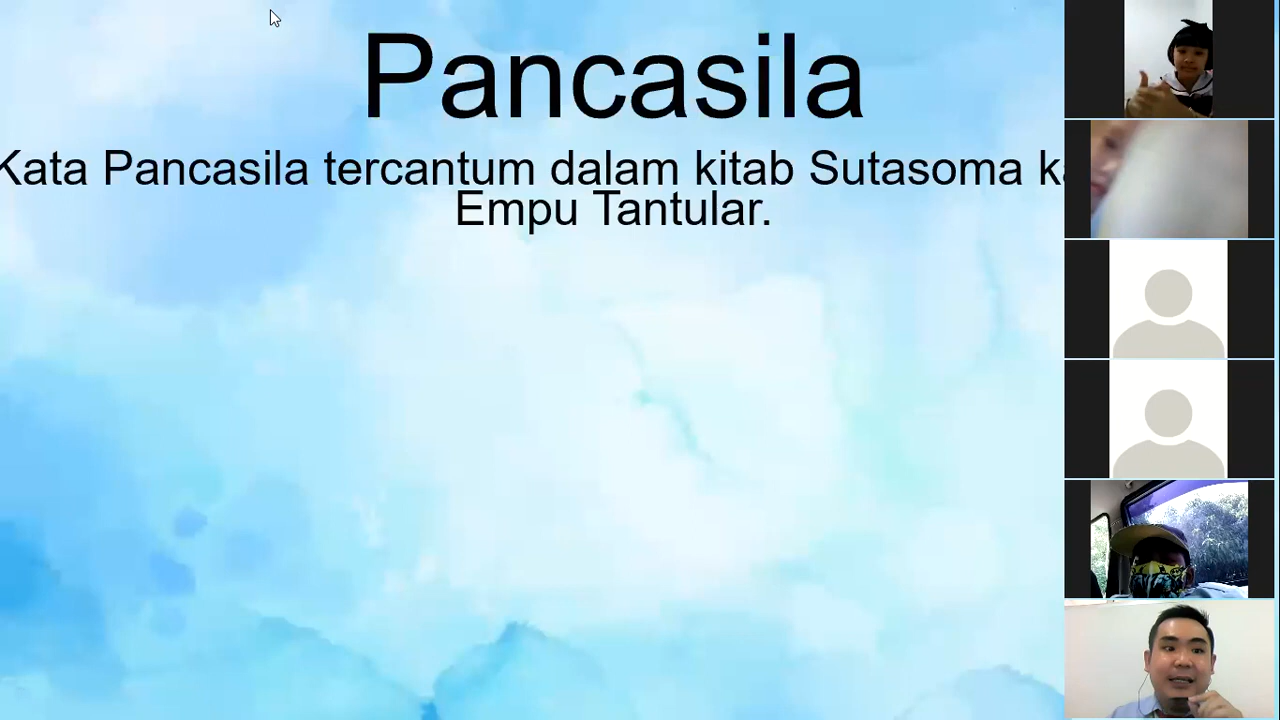 Pancasila
Kata Pancasila tercantum dalam kitab Sutasoma
Empu Tantular.